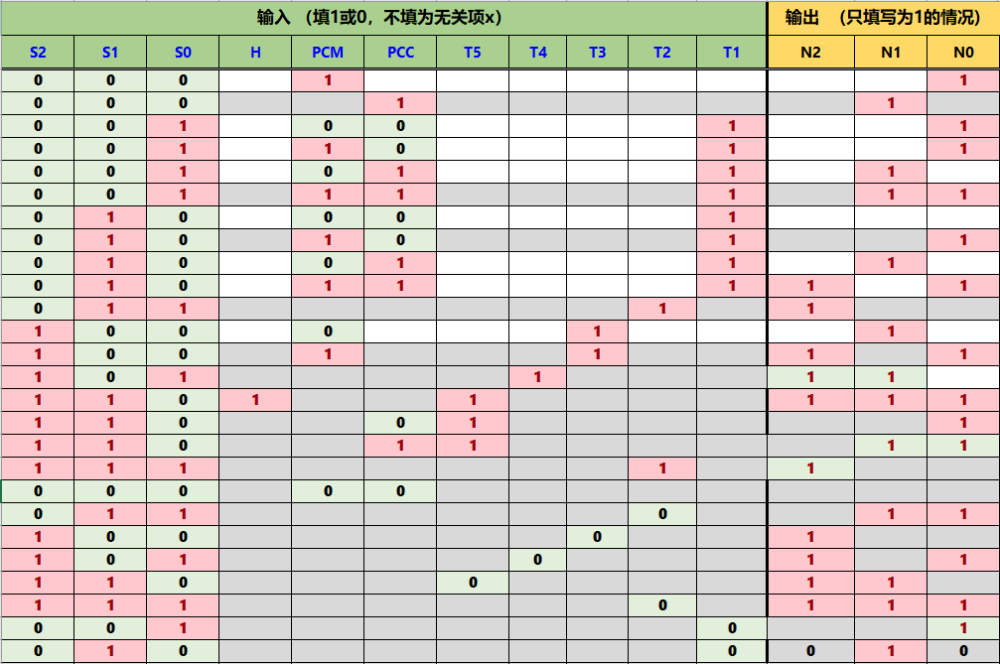 输入 （填1或0，不填为无关项x） 输出 （只填写为1的情况)
S2 S1 S0 H PCM PCC T5 T4 T3 T2 T1 N2 N1 N0
0 0 0 1 1
0 0 0 1 1
0 0 1 0 0 1 1
0 0 1 1 0 1 1
0 0 1 0 1 1 1
0 0 1 1 1 1 1 1
0 1 0 0 0 1
0 1 0 1 0 1 1
0 1 0 0 1 1 1
0 1 0 1 1 1 1 1
0 1 1 1 1
1 0 0 0 1 1
1 0 0 1 1 1 1
1 0 1 1 1 1
1 1 0 1 1 1 1 1
1 1 0 0 1 1
1 1 0 1 1 1 1
1 1 1 1 1
0 0 0 0 0
0 1 1 0 1 1
1 0 0 0 1
1 0 1 0 1 1
1 1 0 0 1 1
1 1 1 0 1 1 1
0 0 1 0 1
0 1 0 0 0 1 0